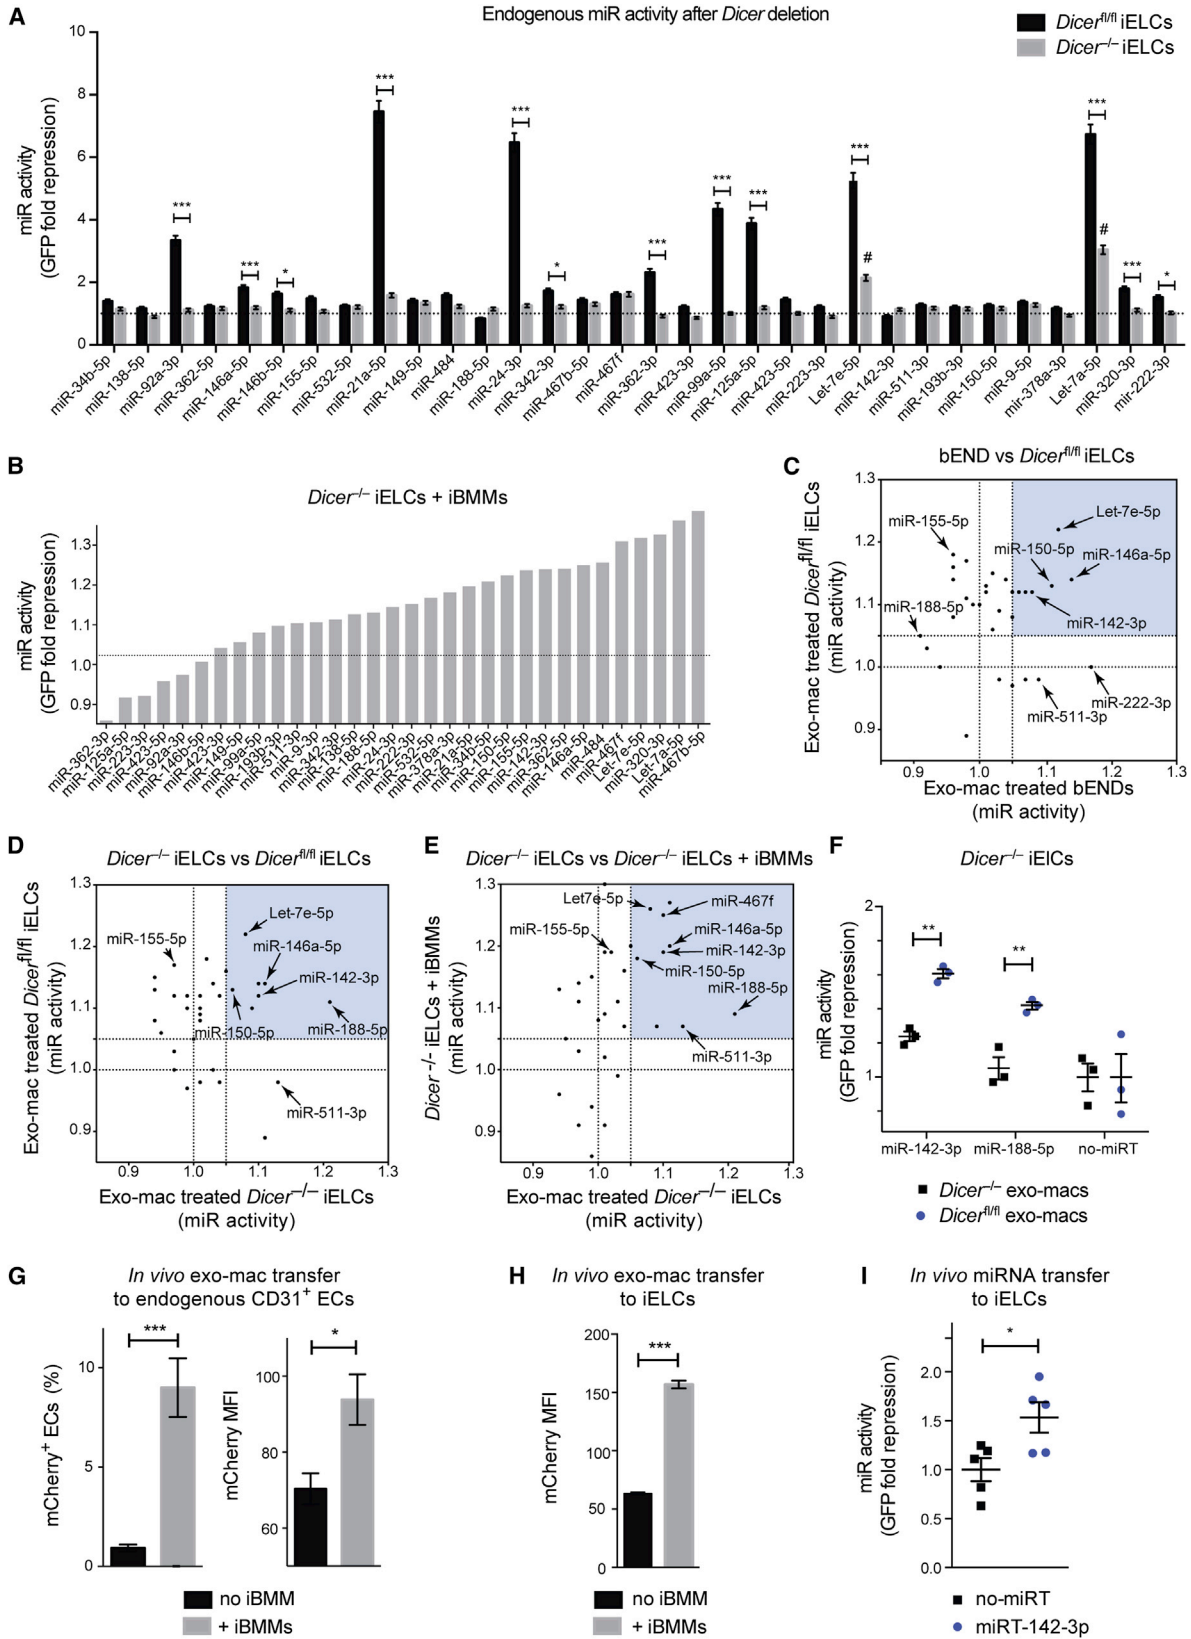 A
Endogenous miR activity after Dicer deletion
Dicerfl/fl iELCs
Dicer–/– iELCs
miR activity
(GFP fold repression)
10
8
6
4
2
0
***
***
*
***
***
*
***
***
***
***
#
***
#
***
*
miR-34b-5p
miR-138-5p
miR-92a-3p
miR-362-5p
miR-146a-5p
miR-146b-5p
miR-155-5p
miR-532-5p
miR-21a-5p
miR-149-5p
miR-484
miR-188-5p
miR-24-3p
miR-342-3p
miR-467b-5p
miR-467f
miR-362-3p
miR-423-3p
miR-99a-5p
miR-125a-5p
miR-423-5p
miR-223-3p
Let-7e-5p
miR-142-3p
miR-511-3p
miR-193b-3p
miR-150-5p
miR-9-5p
mir-378a-3p
Let-7a-5p
miR-320-3p
mir-222-3p
B
Dicer–/– iELCs + iBMMs
miR activity
(GFP fold repression)
1.3
1.2
1.1
1.0
0.9
miR-362-3p
miR-125a-5p
miR-223-3p
miR-423-5p
miR-92a-3p
miR-146b-5p
miR-423-3p
miR-149-5p
miR-99a-5p
miR-193b-3p
miR-511-3p
miR-9-3p
miR-342-3p
miR-138-5p
miR-188-5p
miR-24-3p
miR-222-3p
miR-532-5p
miR-378a-3p
miR-21a-5p
miR-34b-5p
miR-150-5p
miR-155-5p
miR-142-3p
miR-362-5p
miR-146a-5p
miR-484
miR-467f
Let-7e-5p
miR-320-3p
Let-7a-5p
miR-467b-5p
C
bEND vs Dicerfl/fl iELCs
Exo-mac treated Dicerfl/fl iELCs
(miR activity)
1.3
1.2
1.1
1.0
0.9
miR-155-5p
Let-7e-5p
miR-150-5p
miR-146a-5p
miR-188-5p
miR-142-3p
miR-511-3p
miR-222-3p
0.9
1.0
1.1
1.2
1.3
Exo-mac treated bENDs
(miR activity)
D
Dicer–/– iELCs vs Dicerfl/fl iELCs
Exo-mac treated Dicerfl/fl iELCs
(miR activity)
1.3
1.2
1.1
1.0
0.9
Let-7e-5p
miR-155-5p
miR-146a-5p
miR-142-3p
miR-150-5p
miR-188-5p
miR-511-3p
0.9
1.0
1.1
1.2
1.3
Exo-mac treated Dicer–/– iELCs
(miR activity)
E
Dicer–/– iELCs vs Dicer–/– iELCs + iBMMs
Dicer -/- iELCs + iBMMs
(miR activity)
1.3
1.2
1.1
1.0
0.9
Let7e-5p
miR-467f
miR-155-5p
miR-146a-5p
miR-142-3p
miR-150-5p
miR-188-5p
miR-511-3p
0.9
1.0
1.1
1.2
1.3
Exo-mac treated Dicer–/– iELCs
(miR activity)
F
Dicer–/– iElCs
miR activity
(GFP fold repression)
2
1
**
**
miR-142-3p
miR-188-5p
no-miRT
Dicer–/– exo-macs
Dicerfl/fl exo-macs
G
In vivo exo-mac transfer
to endogenous CD31+ ECs
mCherry+ ECs (%)
10
5
0
***
mCherry MFI
100
80
60
*
no iBMM
+ iBMMs
H
In vivo exo-mac transfer
to iELCs
mCherry MFI
200
150
100
50
0
***
no iBMM
+ iBMMs
I
In vivo miRNA transfer
to iELCs
miR activity
(GFP fold repression)
2.0
1.5
1.0
0.5
0.0
*
no-miRT
miRT-142-3p